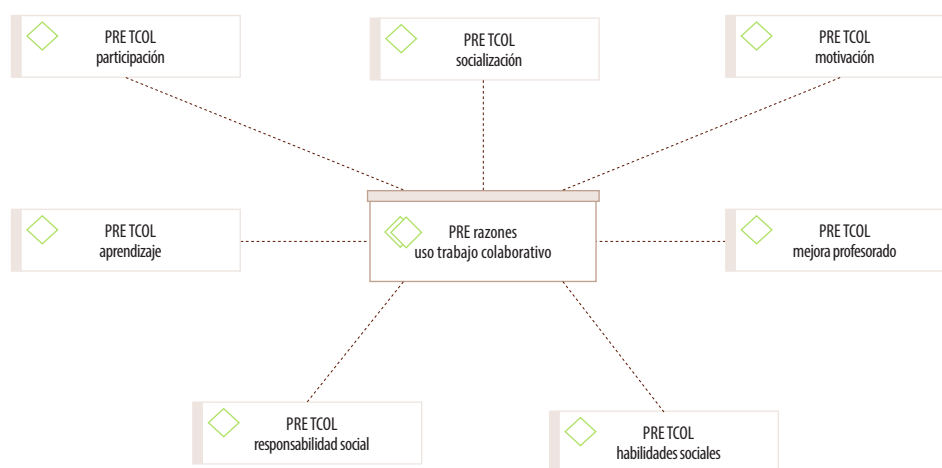 PRE TCOL
participación
PRE TCOL
socialización
PRE TCOL
motivación
PRE TCOL
aprendizaje
PRE razones
uso trabajo colaborativo
PRE TCOL
mejora profesorado
PRE TCOL
responsabilidad social
PRE TCOL
habilidades sociales